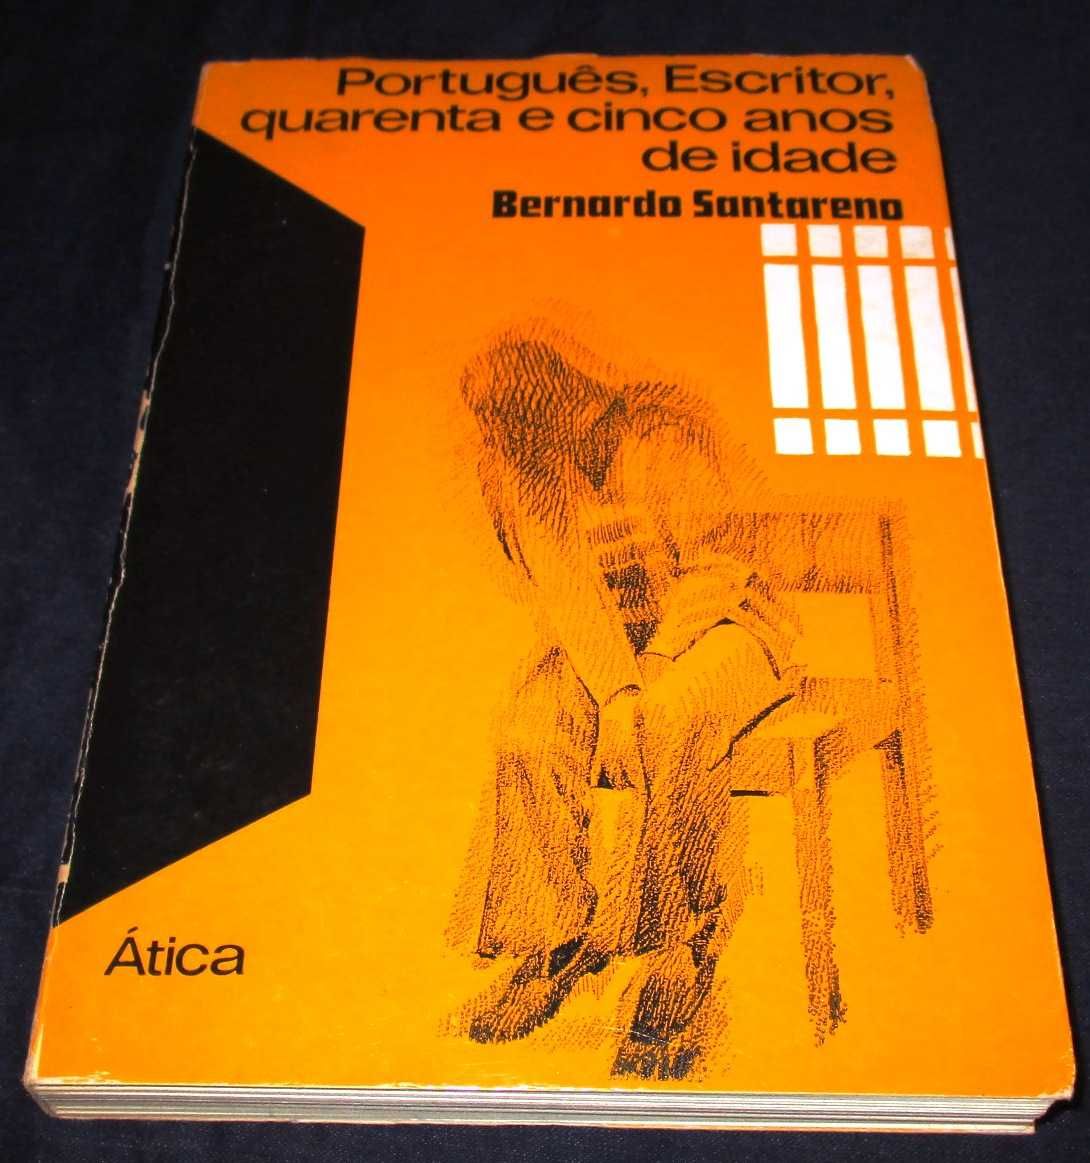 Português, Escritor,
quarenta e cinco anos
de idade
Bernardo Santareno
Ática